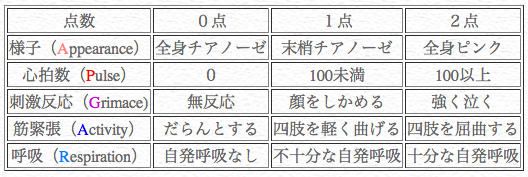 点数 0点 1点 2点
様子（Appearance） 全身チアノーゼ 末梢チアノーゼ 全身ピンク
心拍数（Pulse） 0 100未満 100以上
刺激反応（Grimace） 無反応 顔をしかめる 強く泣く
筋緊張（Activity） だらんとする 四肢を軽く曲げる 四肢を屈曲する
呼吸（Respiration） 自発呼吸なし 不十分な自発呼吸 十分な自発呼吸